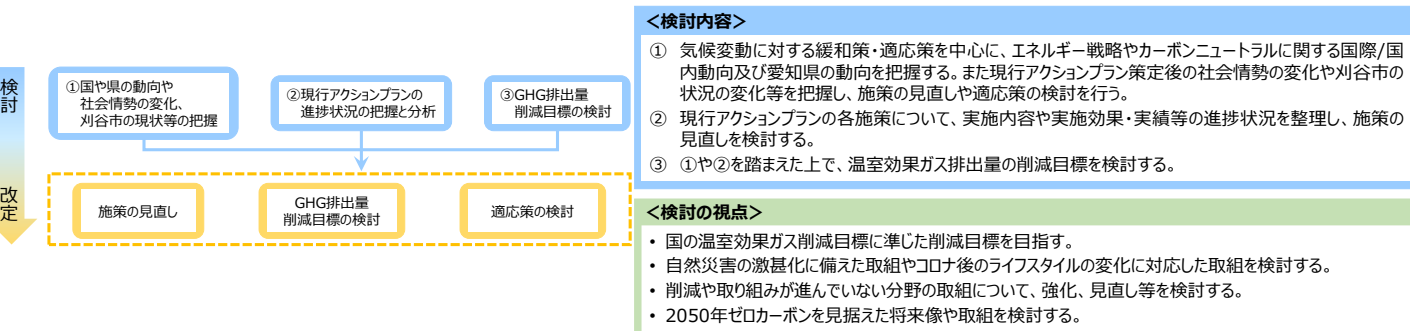 検討
改定
①国や県の動向や
社会情勢の変化、
刈谷市の現状等の把握
②現行アクションプランの
進捗状況の把握と分析
③GHG排出量
削減目標の検討
施策の見直し
GHG排出量
削減目標の検討
適応策の検討
<検討内容>
① 気候変動に対する緩和策・適応策を中心に、エネルギー戦略やカーボンニュートラルに関する国際/国
内動向及び愛知県の動向を把握する。また現行アクションプラン策定後の社会情勢の変化や刈谷市の
状況の変化等を把握し、施策の見直しや適応策の検討を行う。
② 現行アクションプランの各施策について、実施内容や実施効果・実績等の進捗状況を整理し、施策の
見直しを検討する。
③ ①や②を踏まえた上で、温室効果ガス排出量の削減目標を検討する。
<検討の視点>
• 国の温室効果ガス削減目標に準じた削減目標を目指す。
• 自然災害の激甚化に備えた取組やコロナ後のライフスタイルの変化に対応した取組を検討する。
• 削減や取り組みが進んでいない分野の取組について、強化、見直し等を検討する。
• 2050年ゼロカーボンを見据えた将来像や取組を検討する。